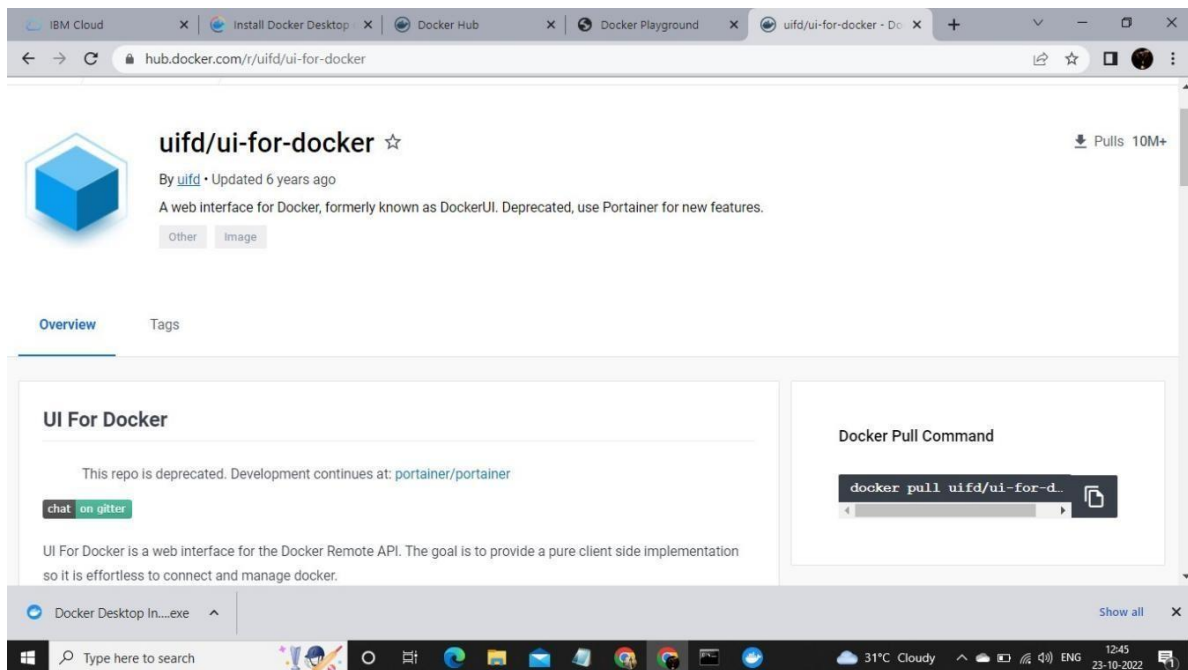 IBM Cloud
Install Docker Desktop
Docker Hub
Docker Playground
uifd/ui-for-docker - Do
hub.docker.com/r/uifd/ui-for-docker
uifd/ui-for-docker
Pulls 10M+
By uifd • Updated 6 years ago
A web interface for Docker, formerly known as DockerUI. Deprecated, use Portainer for new features.
Other Image
Overview Tags
UI For Docker
This repo is deprecated. Development continues at: portainer/portainer
chat on gitter
UI For Docker is a web interface for the Docker Remote API. The goal is to provide a pure client side implementation
so it is effortless to connect and manage docker.
Docker Pull Command
docker pull uifd/ui-for-d...
Docker Desktop In....exe
Show all
Type here to search
31°C Cloudy
ENG
12:45
23-10-2022